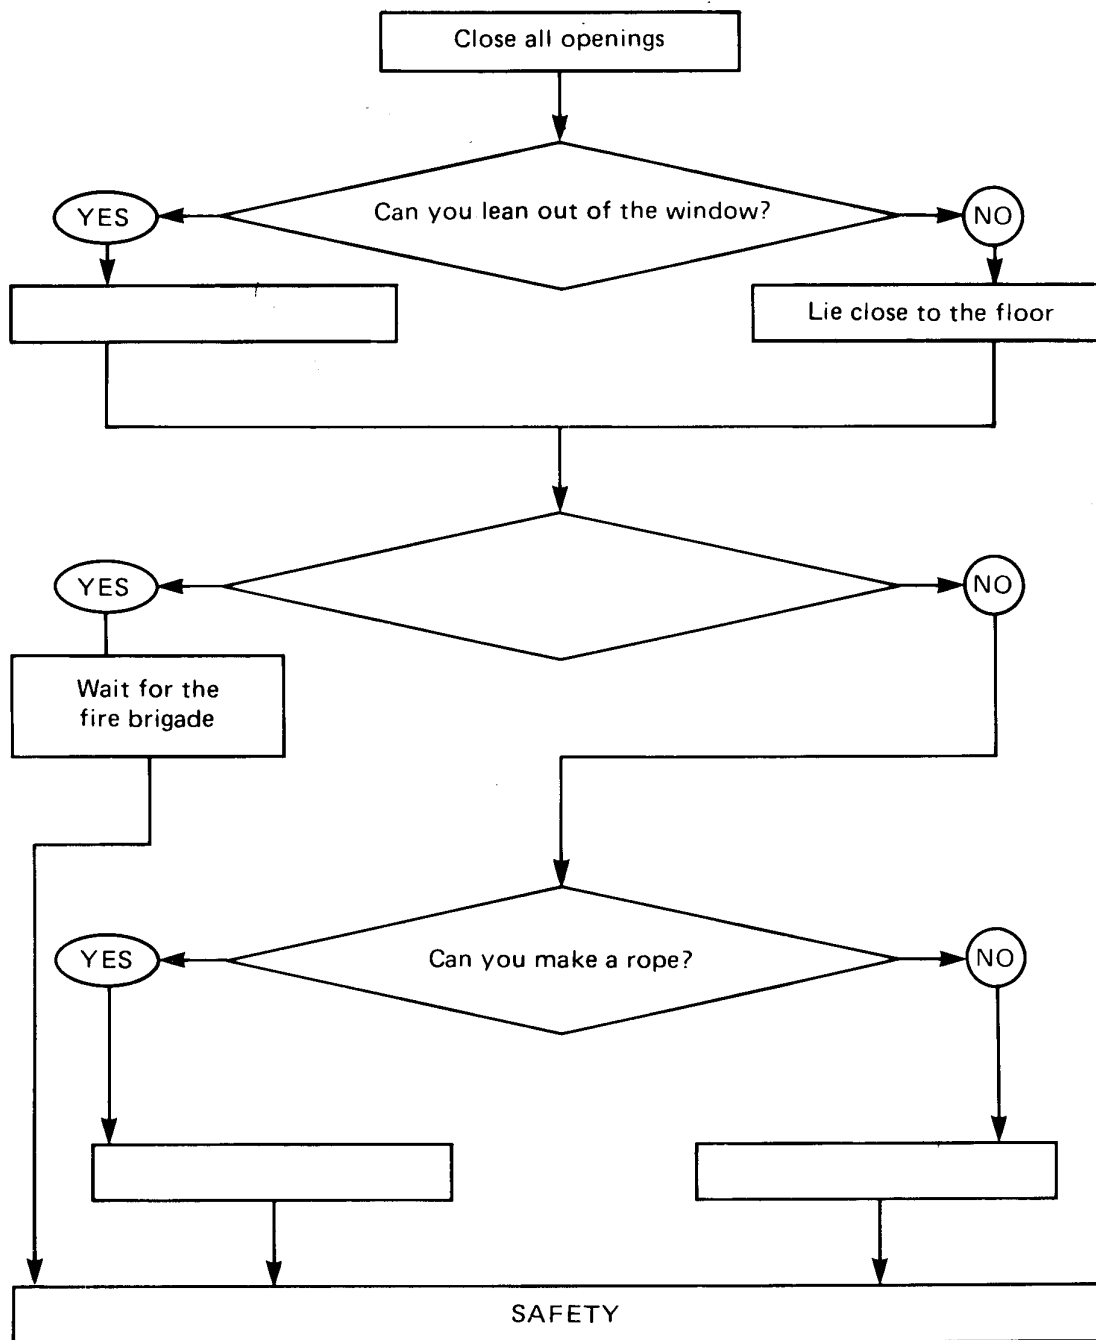 Close all openings
Can you lean out of the window?
YES
NO
Lie close to the floor
YES
NO
Wait for the
fire brigade
Can you make a rope?
YES
NO
SAFETY